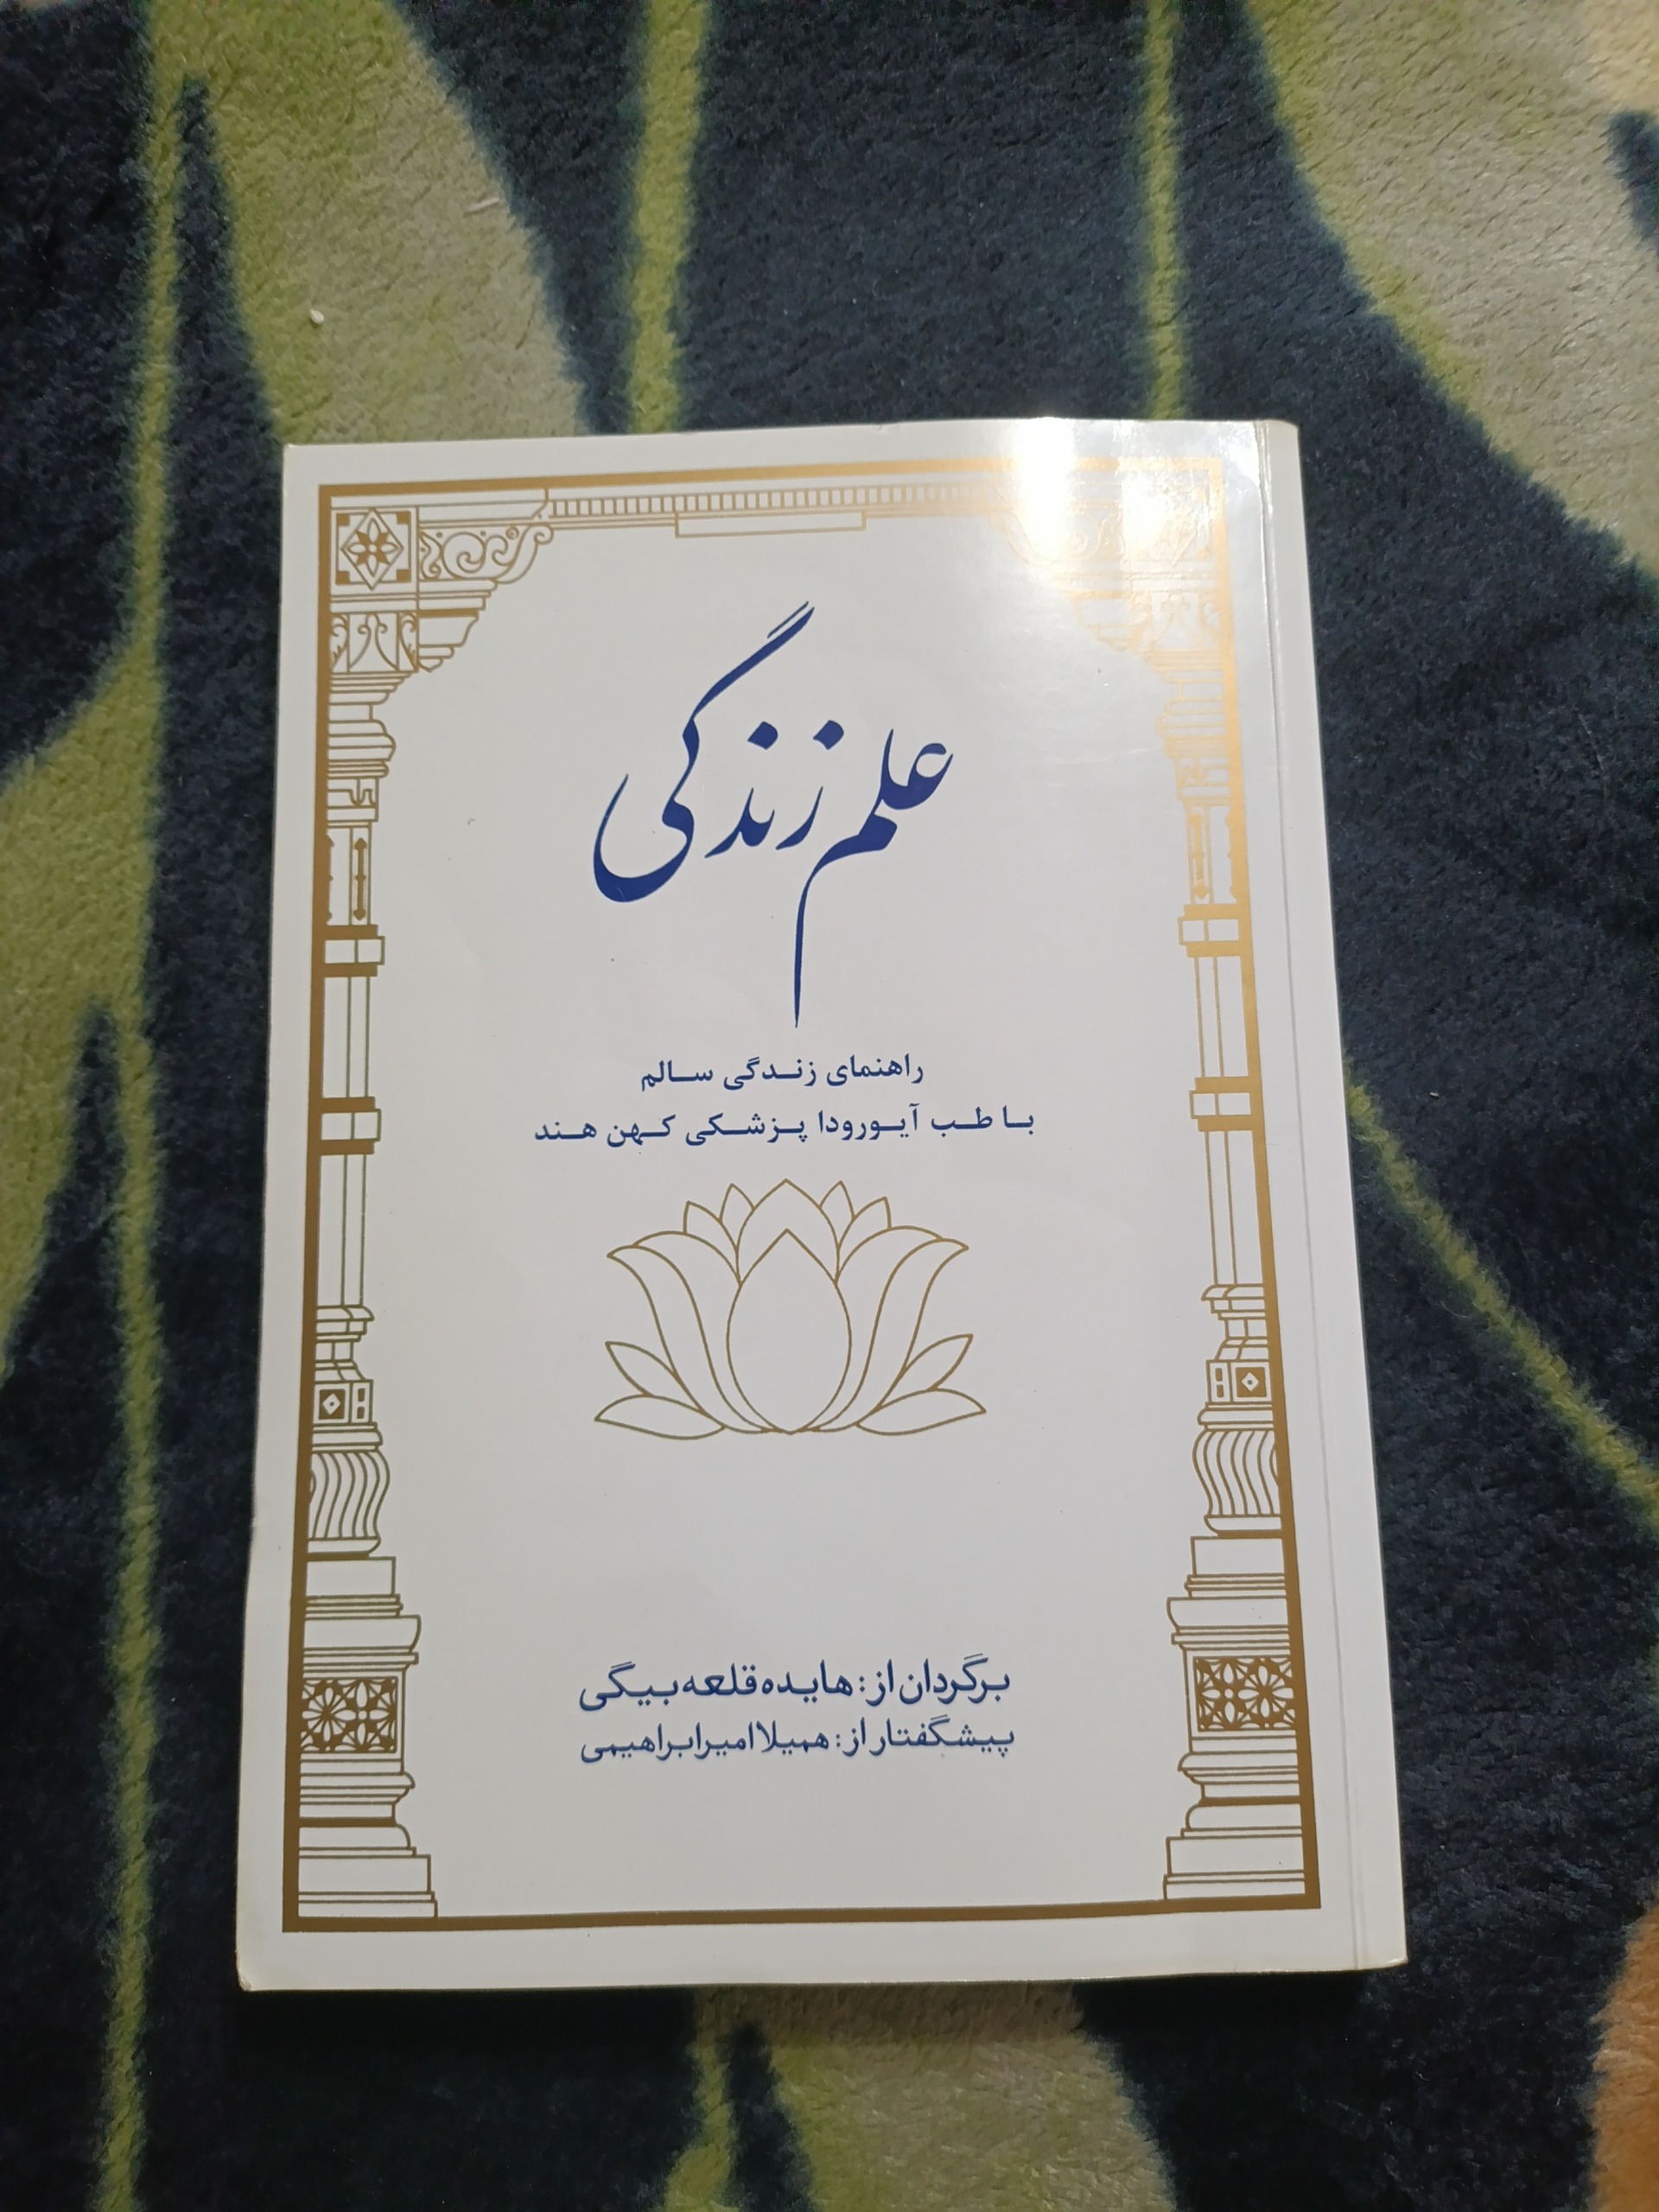 علم زندگی
راهنمای زندگی سالم
با طب آیورودا پزشکی کهن هند
برگردان از: هایده قلعه بیگی
پیشگفتار از: همیلا امیرابراهیمی